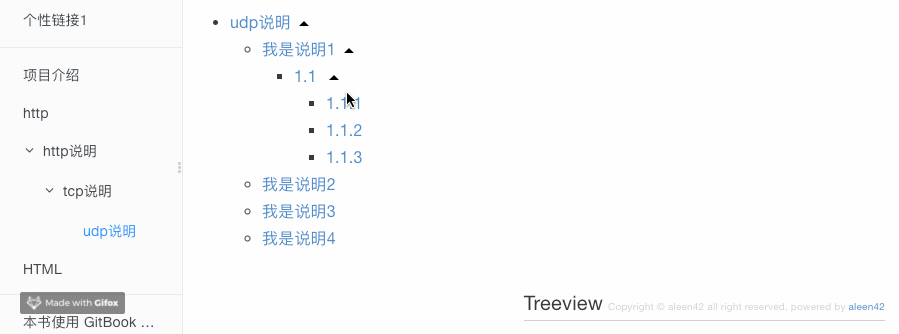 个性链接1
项目介绍
http
http说明
tcp说明
udp说明
HTML
Made with Gifox
本书使用 GitBook …
udp说明
我是说明1
1.1
1.1.1
1.1.2
1.1.3
我是说明2
我是说明3
我是说明4
Treeview Copyright © aleen42 all right reserved, powered by aleen42